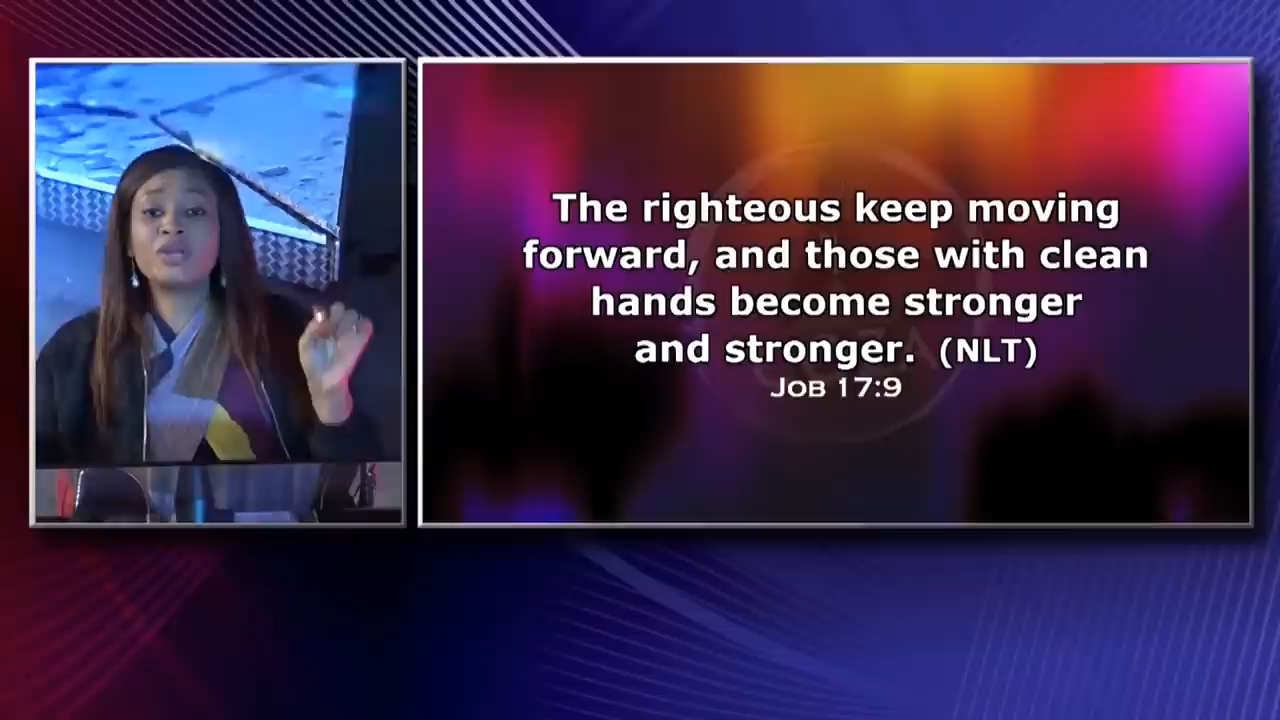 The righteous keep moving
forward, and those with clean
hands become stronger
and stronger. (NLT)
Job 17:9